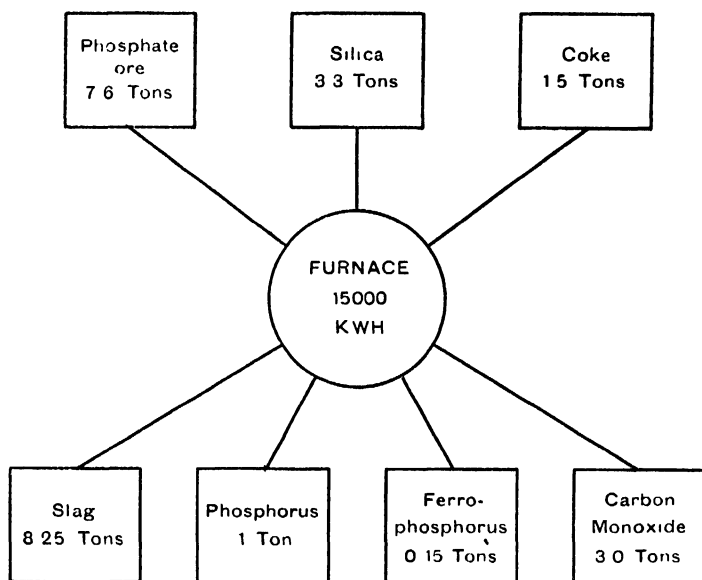 Phosphate
ore
7 6 Tons
Silica
3 3 Tons
Coke
1 5 Tons
FURNACE
15000
KWH
Slag
8 25 Tons
Phosphorus
1 Ton
Ferro-
phosphorus
0 15 Tons
Carbon
Monoxide
3 0 Tons